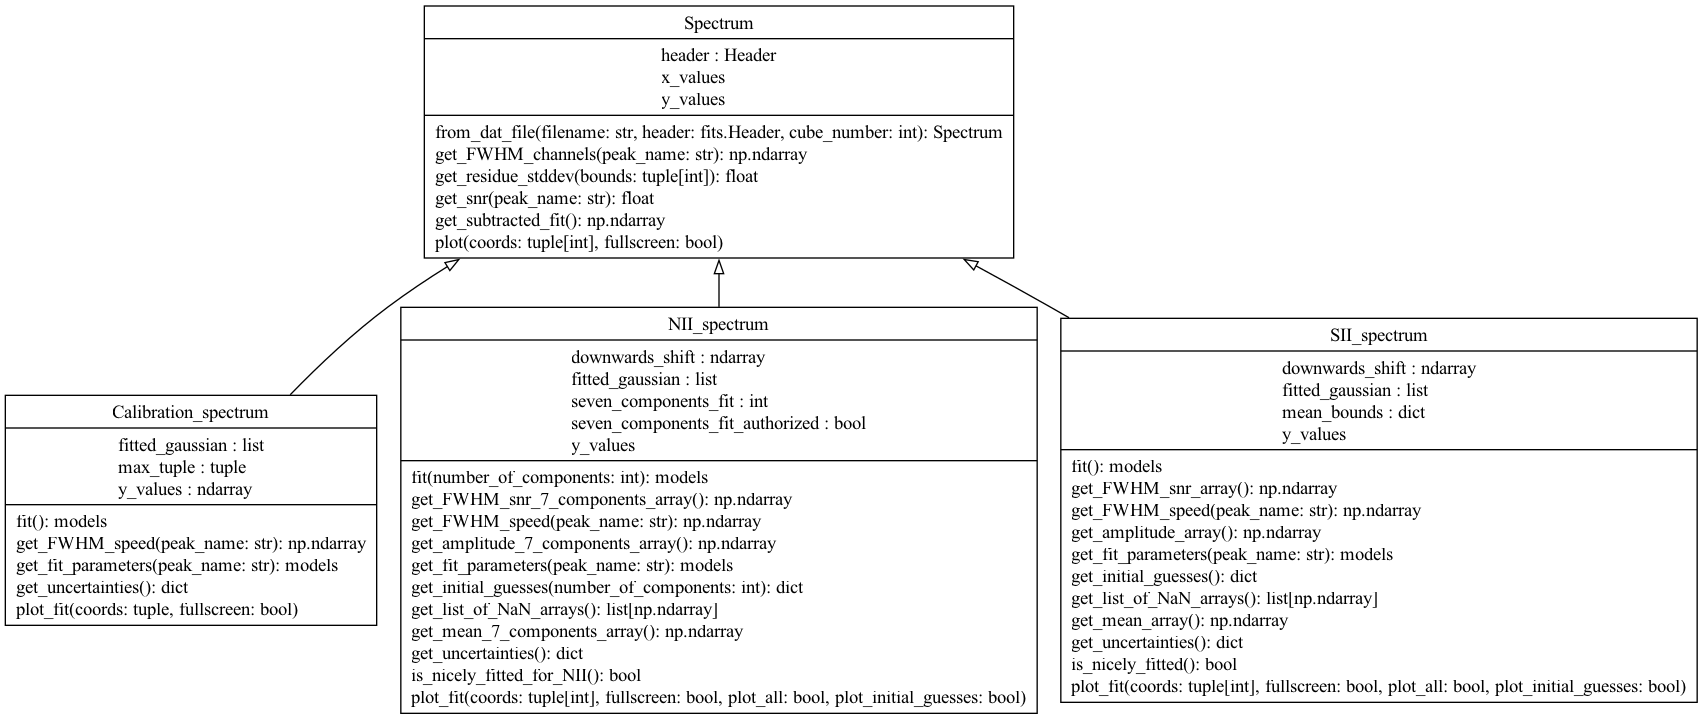 Spectrum
header : Header
x_values
y_values
from_dat_file(filename: str, header: fits.Header, cube_number: int): Spectrum
get_FWHM_channels(peak_name: str): np.ndarray
get_residue_stddev(bounds: tuple[int]): float
get_snr(peak_name: str): float
get_subtracted_fit(): np.ndarray
plot(coords: tuple[int], fullscreen: bool)
Calibration_spectrum
fitted_gaussian : list
max_tuple : tuple
y_values : ndarray
fit(): models
get_FWHM_speed(peak_name: str): np.ndarray
get_fit_parameters(peak_name: str): models
get_uncertainties(): dict
plot_fit(coords: tuple, fullscreen: bool)
NII_spectrum
downwards_shift : ndarray
fitted_gaussian : list
seven_components_fit : int
seven_components_fit_authorized : bool
y_values
fit(number_of_components: int): models
get_FWHM_snr_7_components_array(): np.ndarray
get_FWHM_speed(peak_name: str): np.ndarray
get_amplitude_7_components_array(): np.ndarray
get_fit_parameters(peak_name: str): models
get_initial_guesses(number_of_components: int): dict
get_list_of_NaN_arrays(): list[np.ndarray]
get_mean_7_components_array(): np.ndarray
get_uncertainties(): dict
is_nicely_fitted_for_NII(): bool
plot_fit(coords: tuple[int], fullscreen: bool, plot_all: bool, plot_initial_guesses: bool)
SII_spectrum
downwards_shift : ndarray
fitted_gaussian : list
mean_bounds : dict
y_values
fit(): models
get_FWHM_snr_array(): np.ndarray
get_FWHM_speed(peak_name: str): np.ndarray
get_amplitude_array(): np.ndarray
get_fit_parameters(peak_name: str): models
get_initial_guesses(): dict
get_list_of_NaN_arrays(): list[np.ndarray]
get_mean_array(): np.ndarray
get_uncertainties(): dict
is_nicely_fitted(): bool
plot_fit(coords: tuple[int], fullscreen: bool, plot_all: bool, plot_initial_guesses: bool)